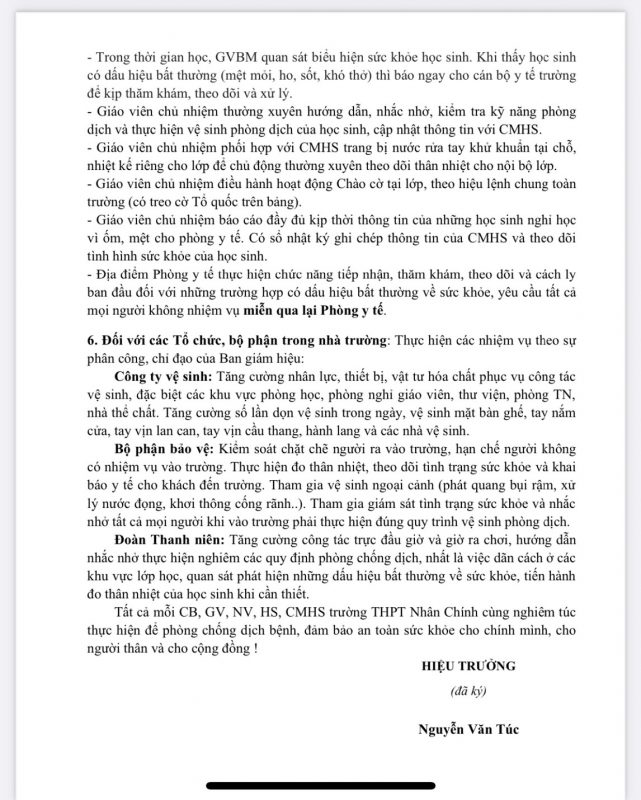 - Trong thời gian học, GVBM quan sát biểu hiện sức khỏe học sinh. Khi thấy học sinh
có dấu hiệu bất thường (mệt mỏi, ho, sốt, khó thở) thì báo ngay cho cán bộ y tế trường
để kịp thăm khám, theo dõi và xử lý.
- Giáo viên chủ nhiệm thường xuyên hướng dẫn, nhắc nhở, kiểm tra kỹ năng phòng
dịch và thực hiện vệ sinh phòng dịch của học sinh, cập nhật thông tin với CMHS.
- Giáo viên chủ nhiệm phối hợp với CMHS trang bị nước rửa tay khử khuẩn tại chỗ,
nhiệt kế riêng cho lớp để chủ động thường xuyên theo dõi thân nhiệt cho nội bộ lớp.
- Giáo viên chủ nhiệm điều hành hoạt động Chào cờ tại lớp, theo hiệu lệnh chung toàn
trường (có treo cờ Tổ quốc trên bảng).
- Giáo viên chủ nhiệm báo cáo đầy đủ kịp thời thông tin của những học sinh nghỉ học
vì ốm, mệt cho phòng y tế. Có sổ nhật ký ghi chép thông tin của CMHS và theo dõi
tình hình sức khỏe của học sinh.
- Địa điểm Phòng y tế thực hiện chức năng tiếp nhận, thăm khám, theo dõi và cách ly
ban đầu đối với những trường hợp có dấu hiệu bất thường về sức khỏe, yêu cầu tất cả
mọi người không nhiệm vụ miễn qua lại Phòng y tế.
6. Đối với các Tổ chức, bộ phận trong nhà trường: Thực hiện các nhiệm vụ theo sự
phân công, chỉ đạo của Ban giám hiệu:
Công ty vệ sinh: Tăng cường nhân lực, thiết bị, vật tư hóa chất phục vụ công tác
vệ sinh, đặc biệt các khu vực phòng học, phòng nghỉ giáo viên, thư viện, phòng TN,
nhà thể chất. Tăng cường số lần dọn vệ sinh trong ngày, vệ sinh mặt bàn ghế, tay nắm
cửa, tay vịn lan can, tay vịn cầu thang, hành lang và các nhà vệ sinh.
Bộ phận bảo vệ: Kiểm soát chặt chẽ người ra vào trường, hạn chế người không
có nhiệm vụ vào trường. Thực hiện đo thân nhiệt, theo dõi tình trạng sức khỏe và khai
báo y tế cho khách đến trường. Tham gia vệ sinh ngoại cảnh (phát quang bụi rậm, xử
lý nước đọng, khơi thông cống rãnh..). Tham gia giám sát tình trạng sức khỏe và nhắc
nhở tất cả mọi người khi vào trường phải thực hiện đúng quy trình vệ sinh phòng dịch.
Đoàn Thanh niên: Tăng cường công tác trực đầu giờ và giờ ra chơi, hướng dẫn
nhắc nhở thực hiện nghiêm các quy định phòng chống dịch, nhất là việc dãn cách ở các
khu vực lớp học, quan sát phát hiện những dấu hiệu bất thường về sức khỏe, tiến hành
đo thân nhiệt của học sinh khi cần thiết.
Tất cả mỗi CB, GV, NV, HS, CMHS trường THPT Nhân Chính cùng nghiêm túc
thực hiện để phòng chống dịch bệnh, đảm bảo an toàn sức khỏe cho chính mình, cho
người thân và cho cộng đồng !
HIỆU TRƯỞNG
(đã ký)
Nguyễn Văn Túc